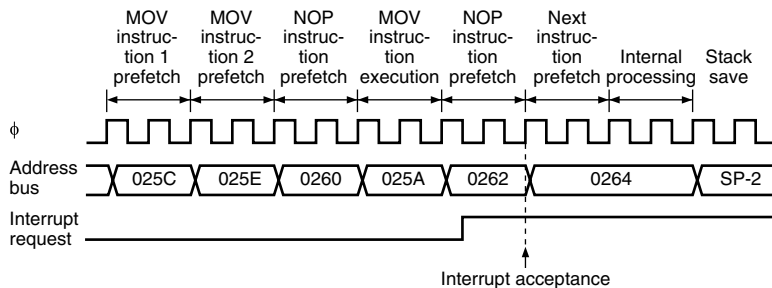 MOV MOV NOP MOV NOP Next
instruc- instruc- instruc- instruc- instruc- instruc- Internal Stack
tion 1 tion 2 tion tion tion tion
prefetch prefetch prefetch execution prefetch prefetch processing save
ϕ
Address
bus
025C 025E 0260 025A 0262 0264 SP-2
Interrupt
request
Interrupt acceptance